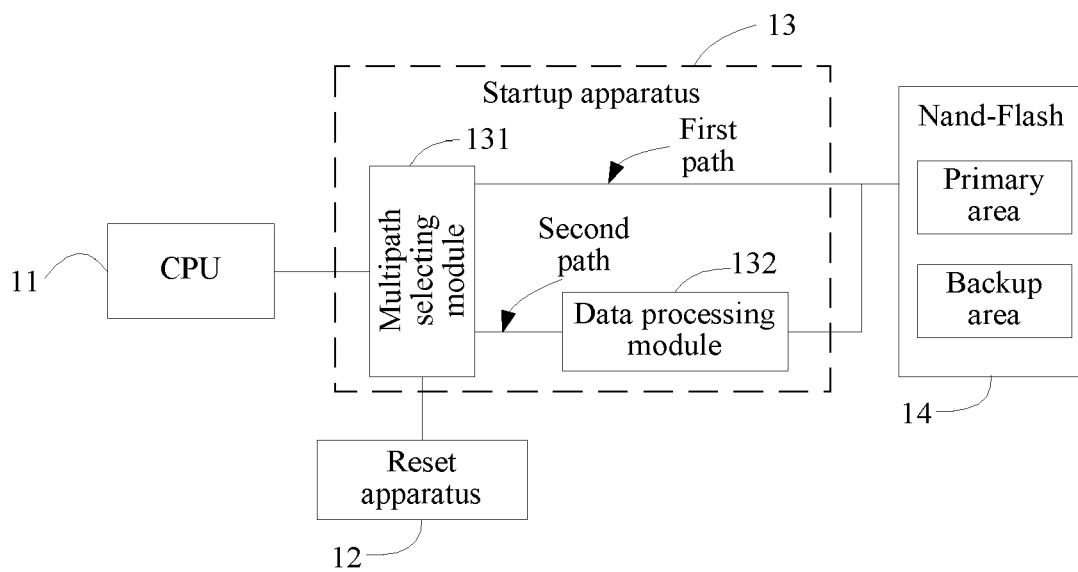 13
Startup apparatus
Nand-Flash
131
First
path
Primary
area
Multipath
selecting
module
Second
path
132
11
CPU
Data processing
module
Backup
area
14
Reset
apparatus
12